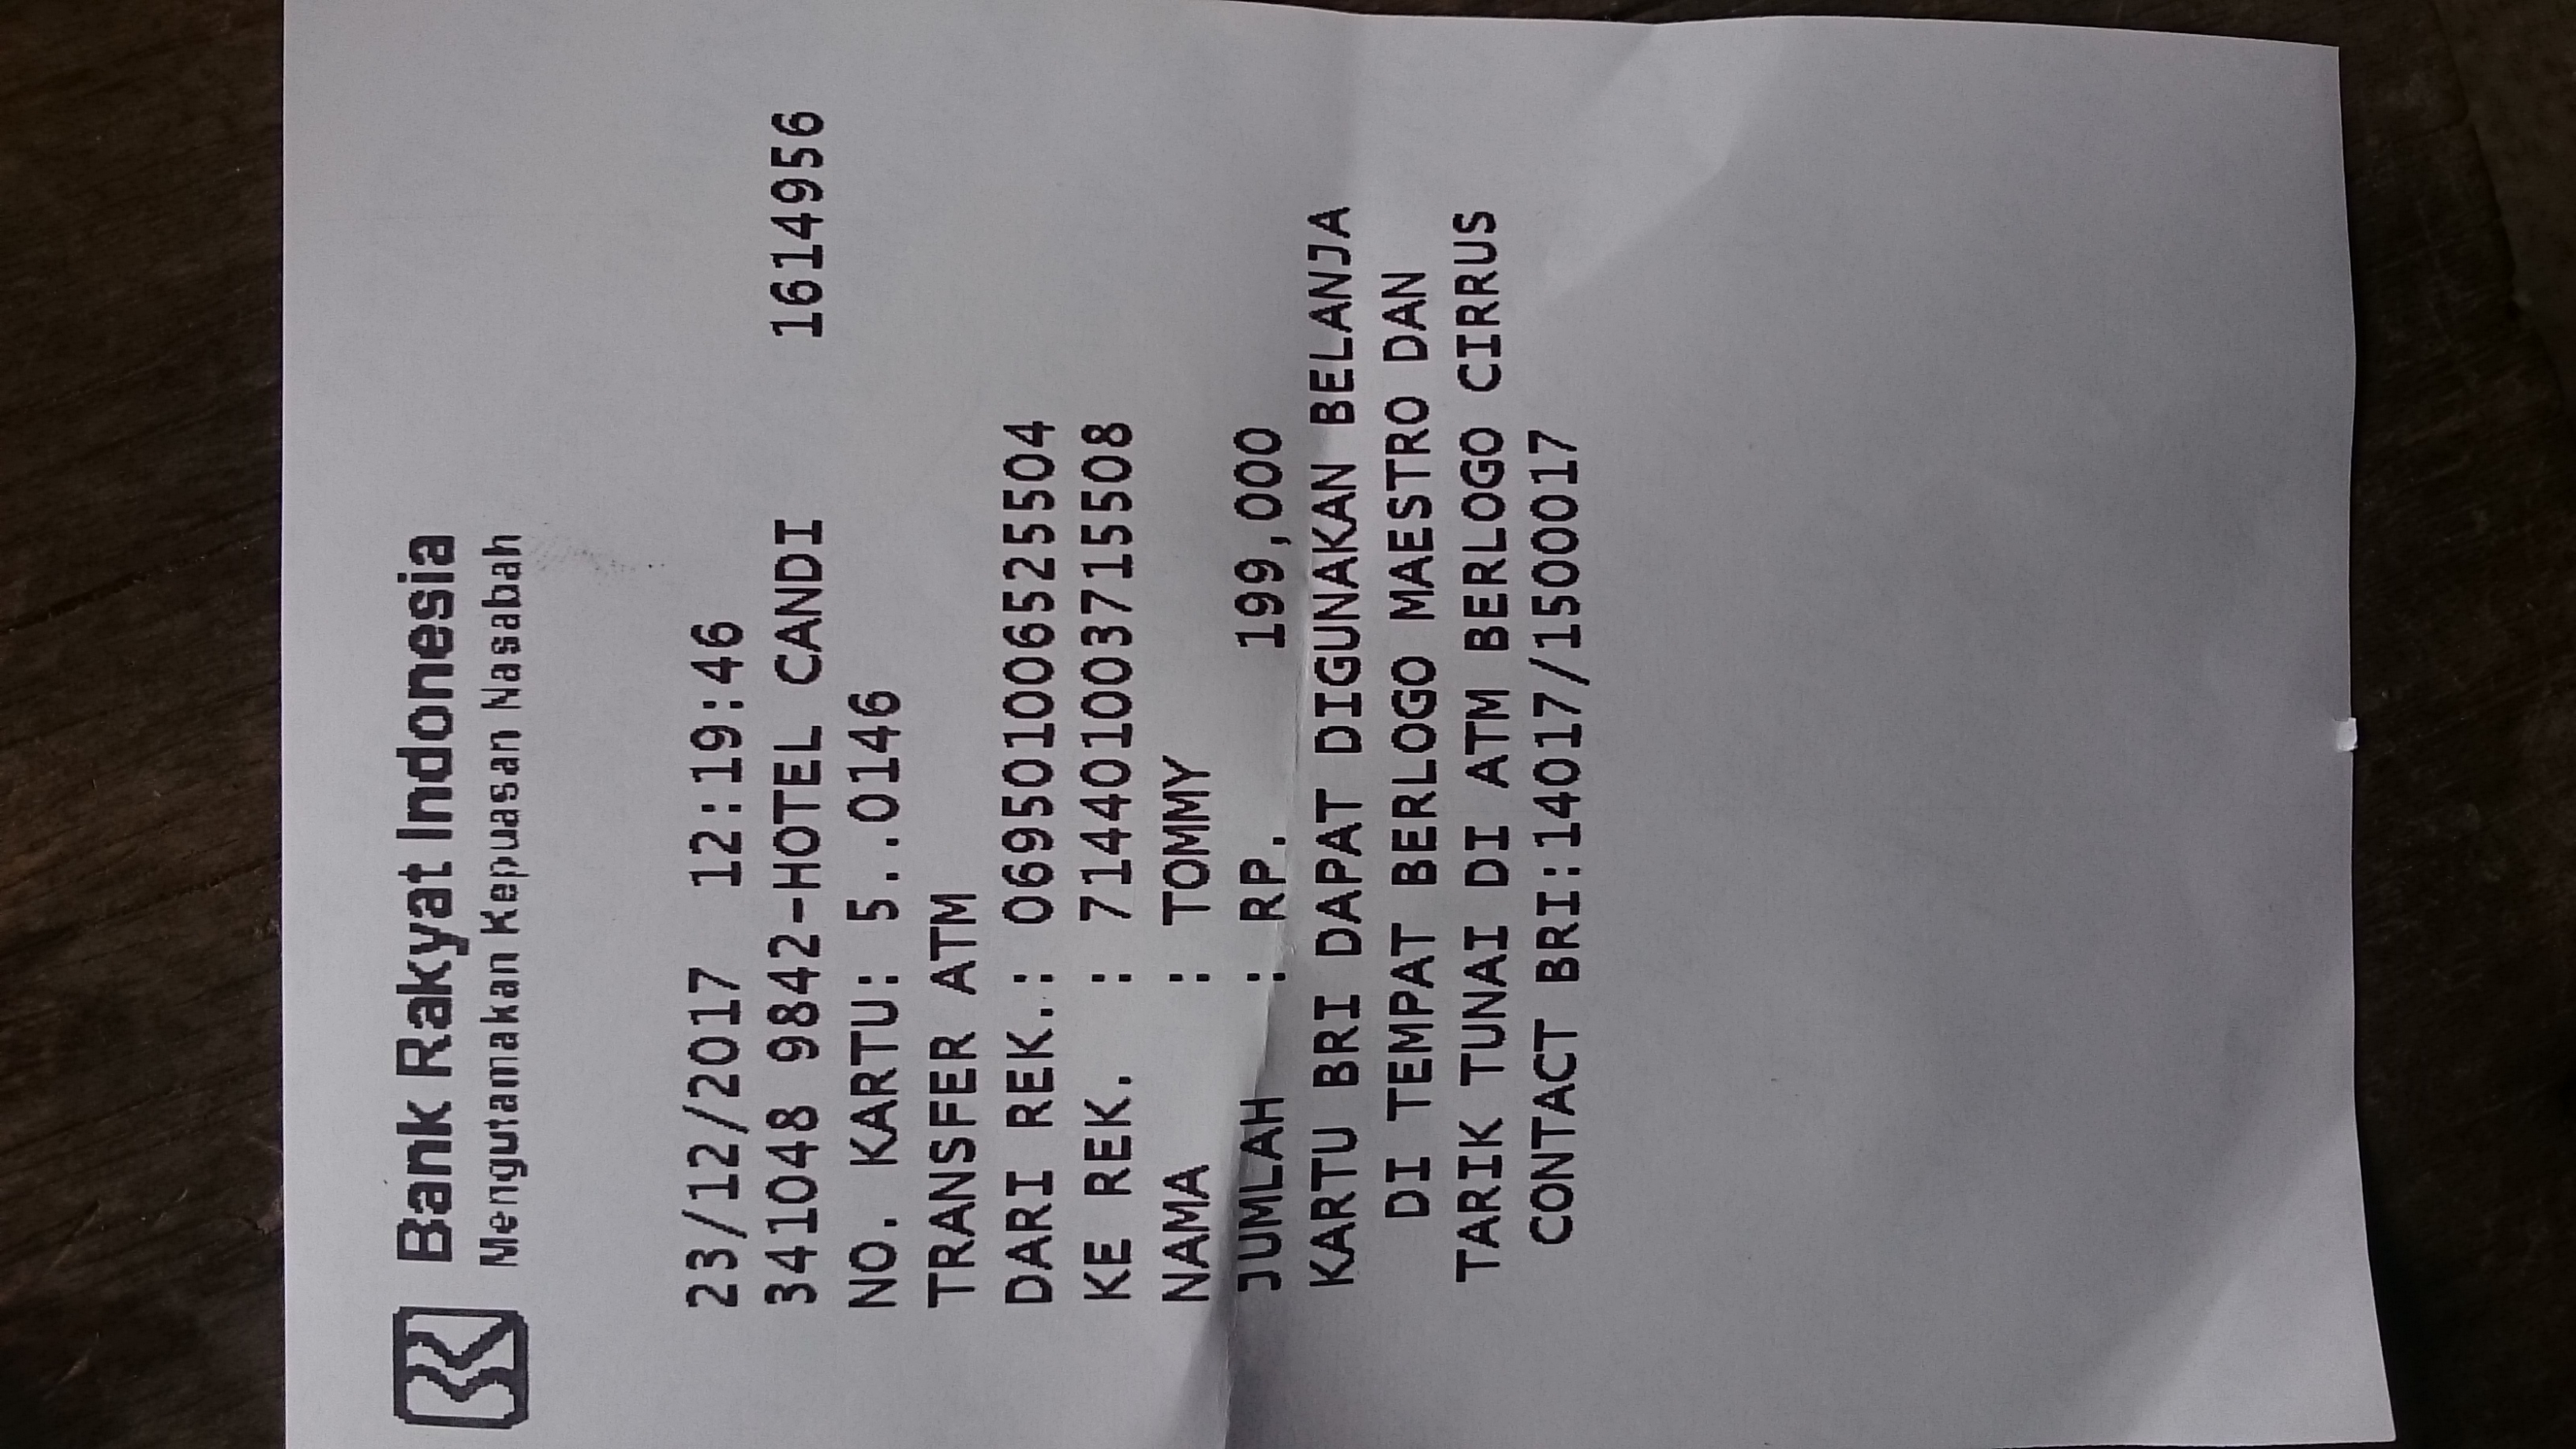 Bank Rakyat Indonesia
Mengutamakan Kepuasan Nasabah
23/12/2017 12:19:46
341048 9842-HOTEL CANDI 1614956
NO. KARTU: 5...0146
TRANSFER ATM
DARI REK.: 069501006525504
KE REK. : 714401003715508
NAMA : TOMMY
JUMLAH : RP. 199,000
KARTU BRI DAPAT DIGUNAKAN BELANJA
DI TEMPAT BERLOGO MAESTRO DAN
TARIK TUNAI DI ATM BERLOGO CIRRUS
CONTACT BRI:14017/1500017